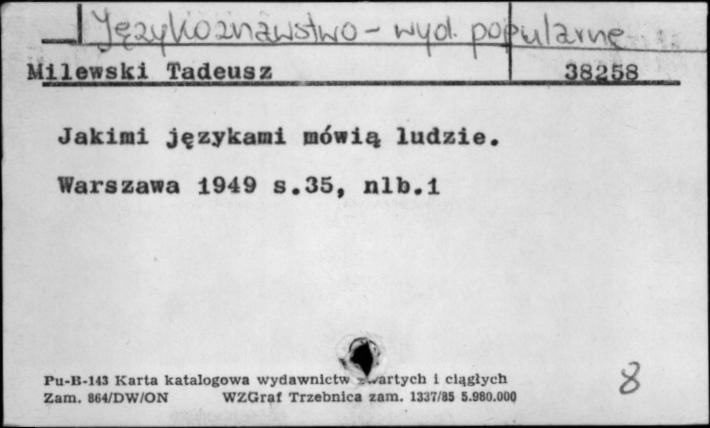 Językoznawstwo - wyd. popularne
Milewski Tadeusz 38258
Jakimi językami mówią ludzie.
Warszawa 1949 s.35, nlb.1
Pu-B-143 Karta katalogowa wydawnictw zwartych i ciągłych
Zam. 864/DW/ON WZGraf Trzebnica zam. 1337/85 5.980.000
8